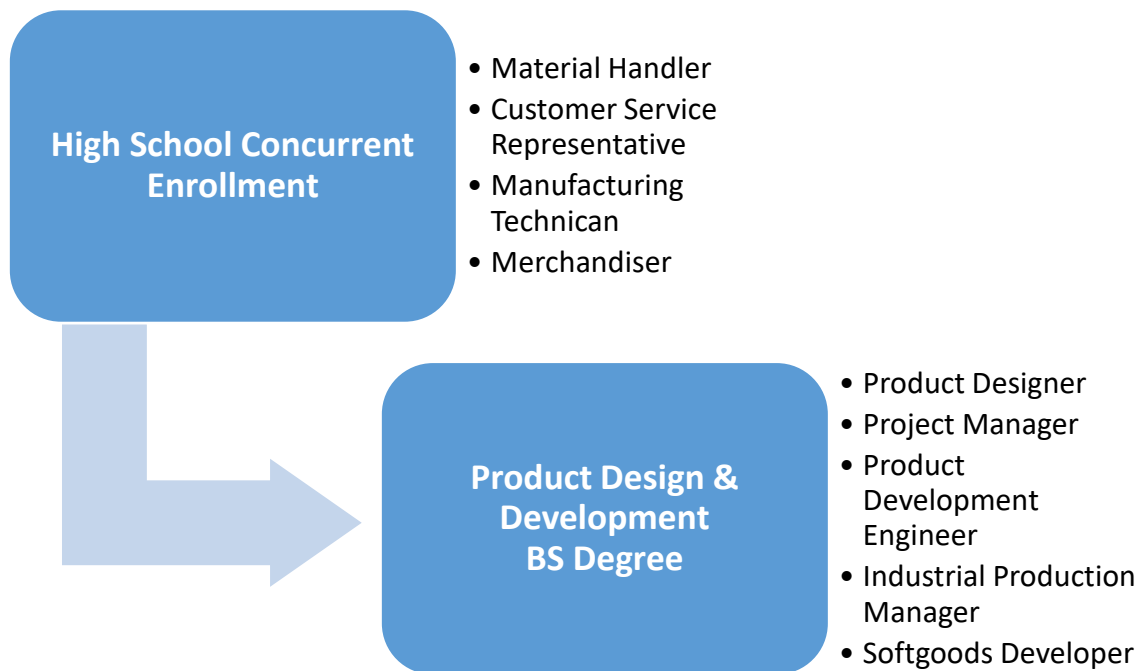 High School Concurrent
Enrollment
• Material Handler
• Customer Service
Representative
• Manufacturing
Technican
• Merchandiser
Product Design &
Development
BS Degree
• Product Designer
• Project Manager
• Product
Development
Engineer
• Industrial Production
Manager
• Softgoods Developer